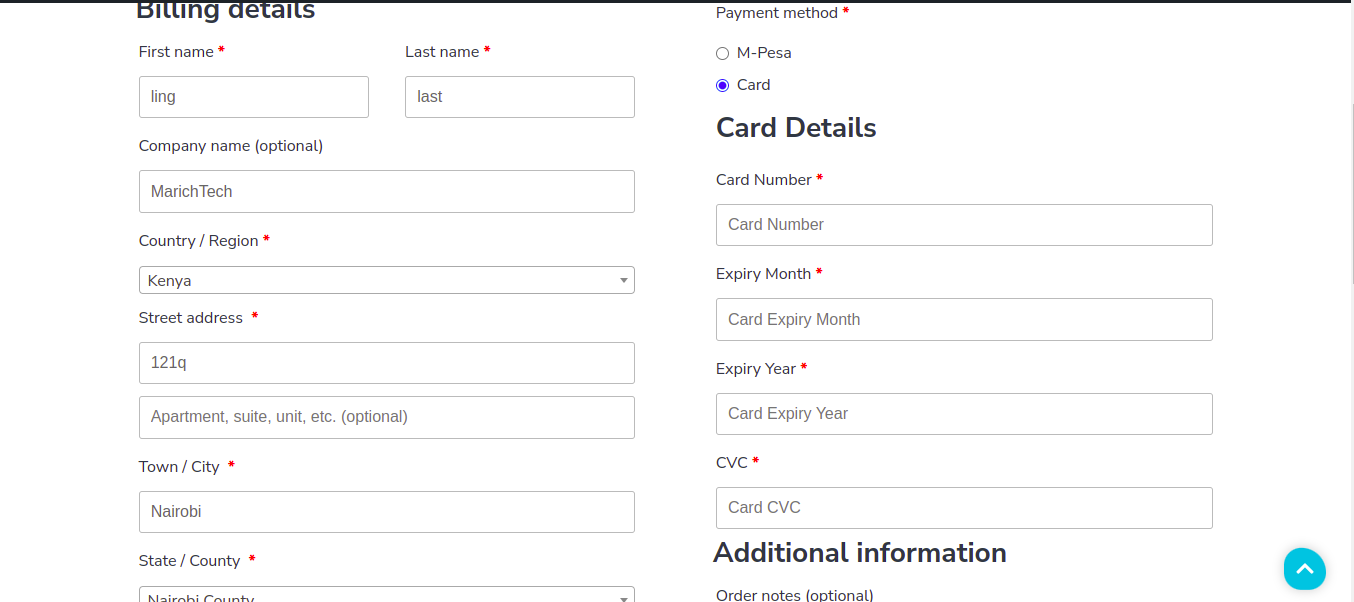 Billing details
First name *
Last name *
ling
last
Company name (optional)
MarichTech
Country / Region *
Kenya
Street address *
121q
Apartment, suite, unit, etc. (optional)
Town / City *
Nairobi
State / County *
Nairobi County
Payment method *
M-Pesa
Card
Card Details
Card Number *
Card Number
Expiry Month *
Card Expiry Month
Expiry Year *
Card Expiry Year
CVC *
Card CVC
Additional information
Order notes (optional)